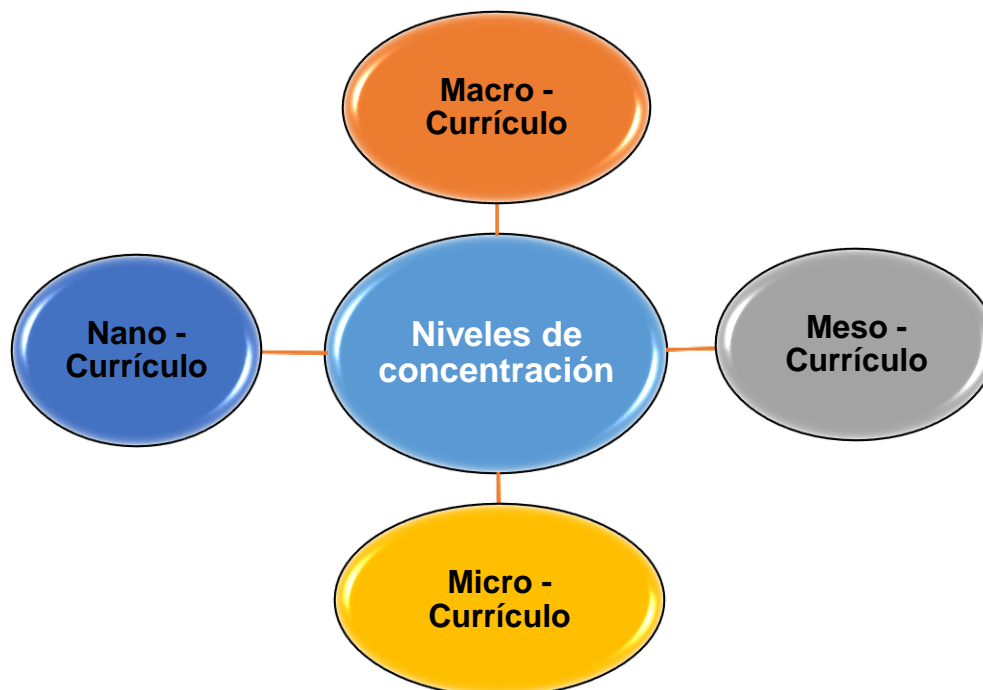 Macro -
Currículo
Nano -
Currículo
Niveles de
concentración
Meso -
Currículo
Micro -
Currículo